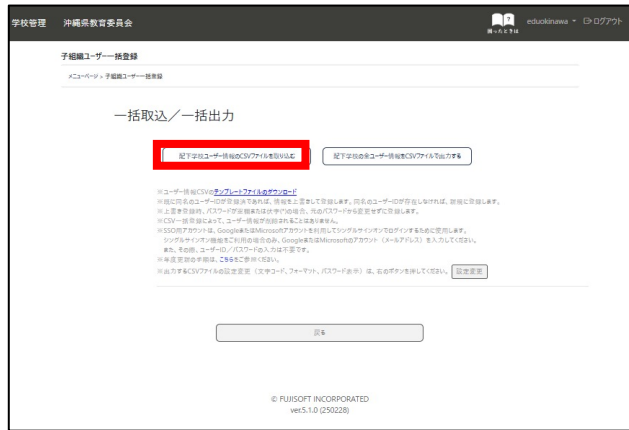 学校管理 沖縄県教育委員会
? 困ったときは eduokinawa ログアウト
子組織ユーザー一括登録
メニューページ > 子組織ユーザー一括登録
一括取込／一括出力
配下学校ユーザー情報のCSVファイルを取り込む 配下学校の全ユーザー情報をCSVファイルで出力する
※ユーザー情報CSVのテンプレートファイルのダウンロード
※既に同名のユーザーIDが登録済であれば、情報を上書きして登録します。同名のユーザーIDが存在しなければ、新規に登録します。
※上書き登録時、パスワードが空欄または伏字(*)の場合、元のパスワードから変更せずに登録します。
※CSV一括登録によって、ユーザー情報が削除されることはありません。
※SSO用アカウントは、GoogleまたはMicrosoftアカウントを利用してシングルサインオンでログインするために使用します。
シングルサインオン機能をご利用の場合のみ、GoogleまたはMicrosoftのアカウント（メールアドレス）を入力してください。
また、その際、ユーザーID／パスワードの入力は不要です。
※年度更新の手順は、こちらをご参照ください。
※出力するCSVファイルの設定変更（文字コード、フォーマット、パスワード表示）は、右のボタンを押してください。 設定変更
戻る
© FUJISOFT INCORPORATED
ver.5.1.0 (250228)